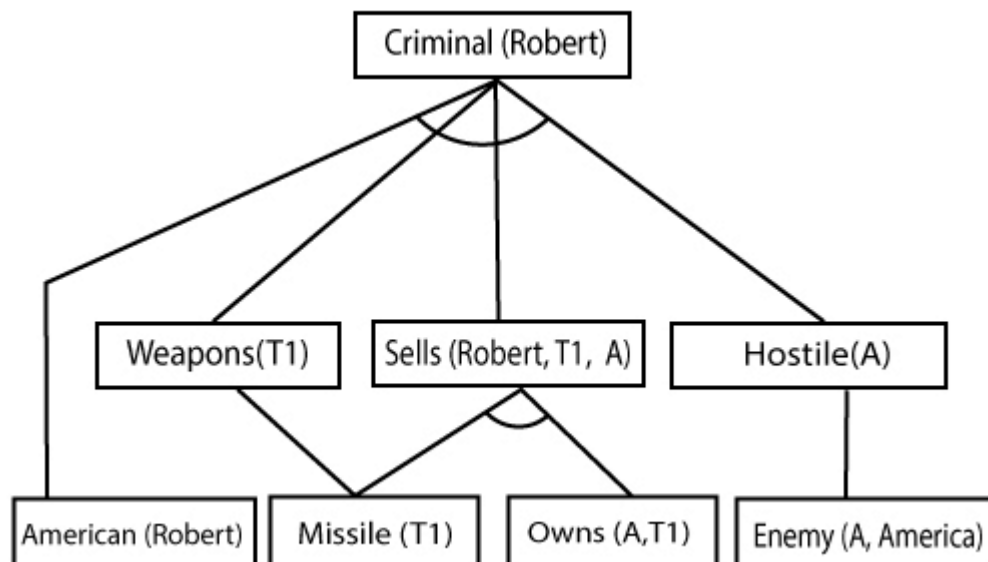 Criminal (Robert)
Weapons(T1)
Sells (Robert, T1, A)
Hostile(A)
American (Robert)
Missile (T1)
Owns (A,T1)
Enemy (A, America)